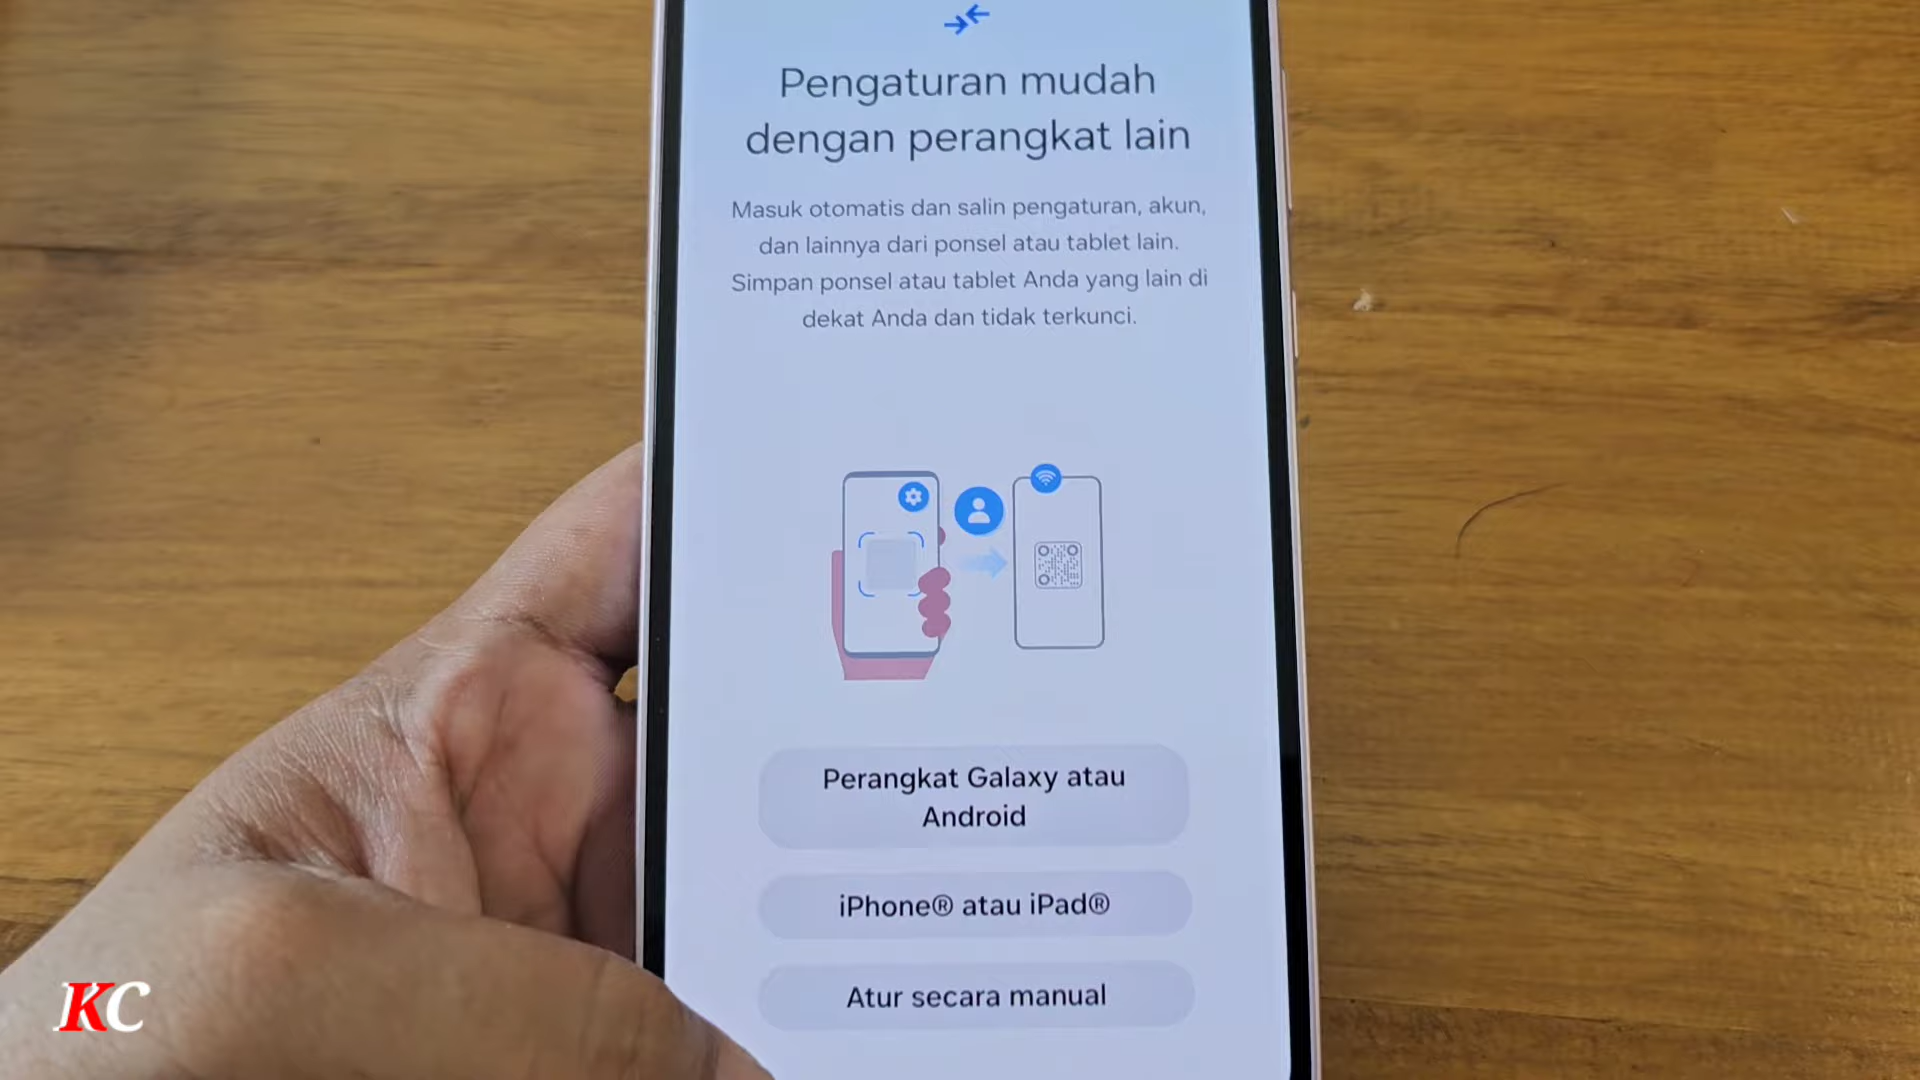 Pengaturan mudah
dengan perangkat lain
Masuk otomatis dan salin pengaturan, akun,
dan lainnya dari ponsel atau tablet lain.
Simpan ponsel atau tablet Anda yang lain di
dekat Anda dan tidak terkunci.
Perangkat Galaxy atau
Android
iPhone® atau iPad®
Atur secara manual
KC